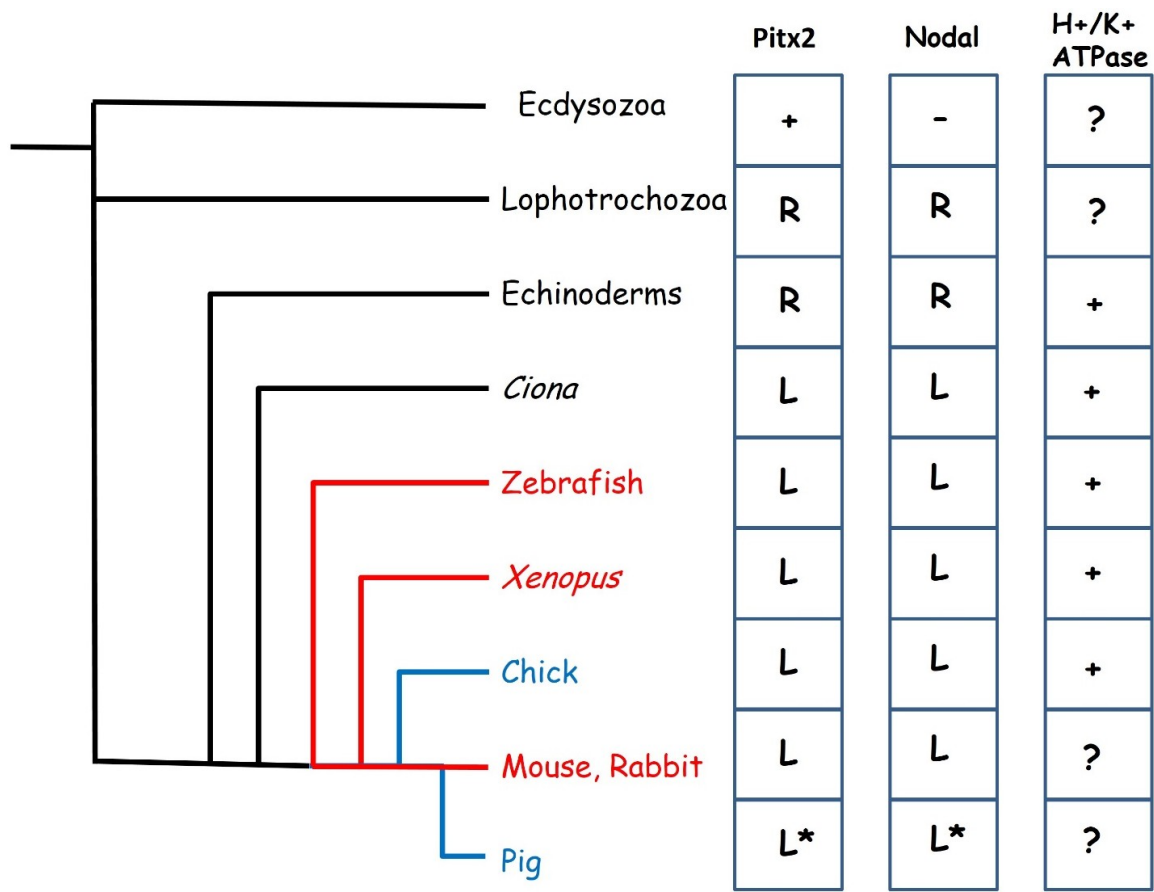 Pitx2 Nodal H+/K+
ATPase
Ecdysozoa + - ?
Lophotrochozoa R R ?
Echinoderms R R +
Ciona L L +
Zebrafish L L +
Xenopus L L +
Chick L L +
Mouse, Rabbit L L ?
Pig L* L* ?